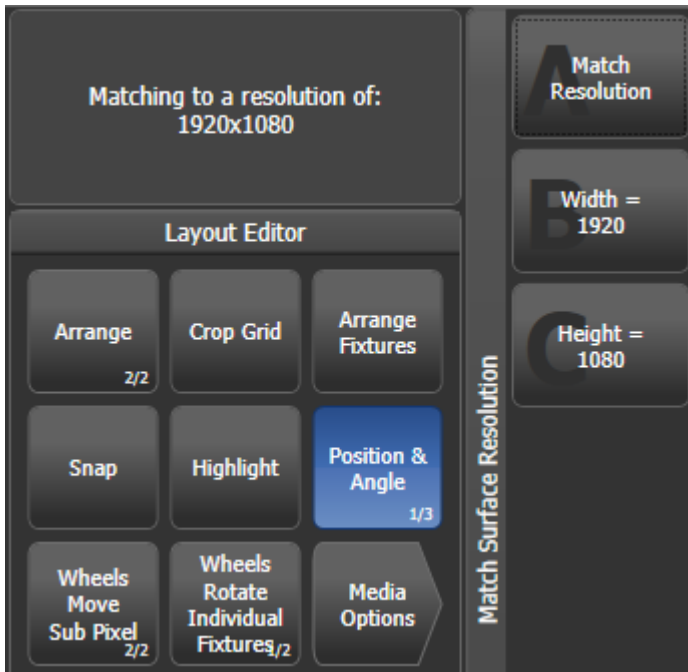 Matching to a resolution of:
1920x1080
Layout Editor
Arrange
2/2
Crop Grid
Arrange
Fixtures
Snap
Highlight
Position &
Angle
1/3
Wheels
Move
Sub Pixel
2/2
Wheels
Rotate
Individual
Fixtures
1/2
Media
Options
Match Surface Resolution
A
Match
Resolution
B
Width =
1920
C
Height =
1080